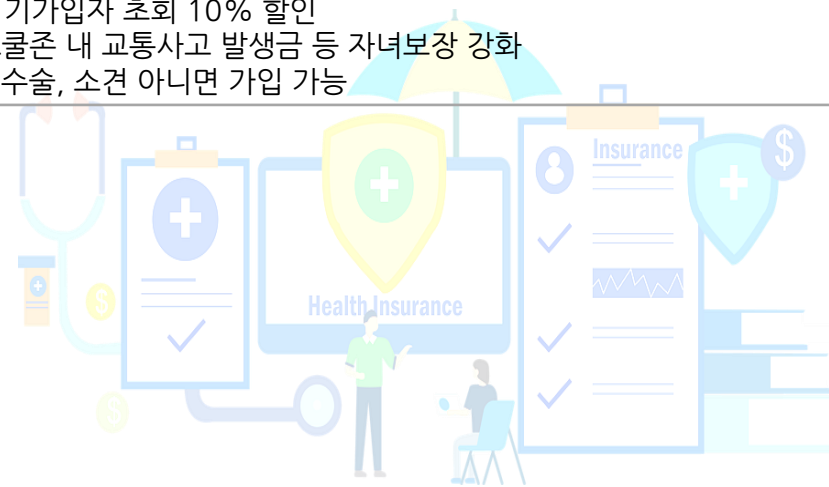 기가입자 초회 10% 할인
내 교통사고 발생금 등 자녀보장 강화
수술, 소견 아니면 가입 가능
Insurance
Health Insurance